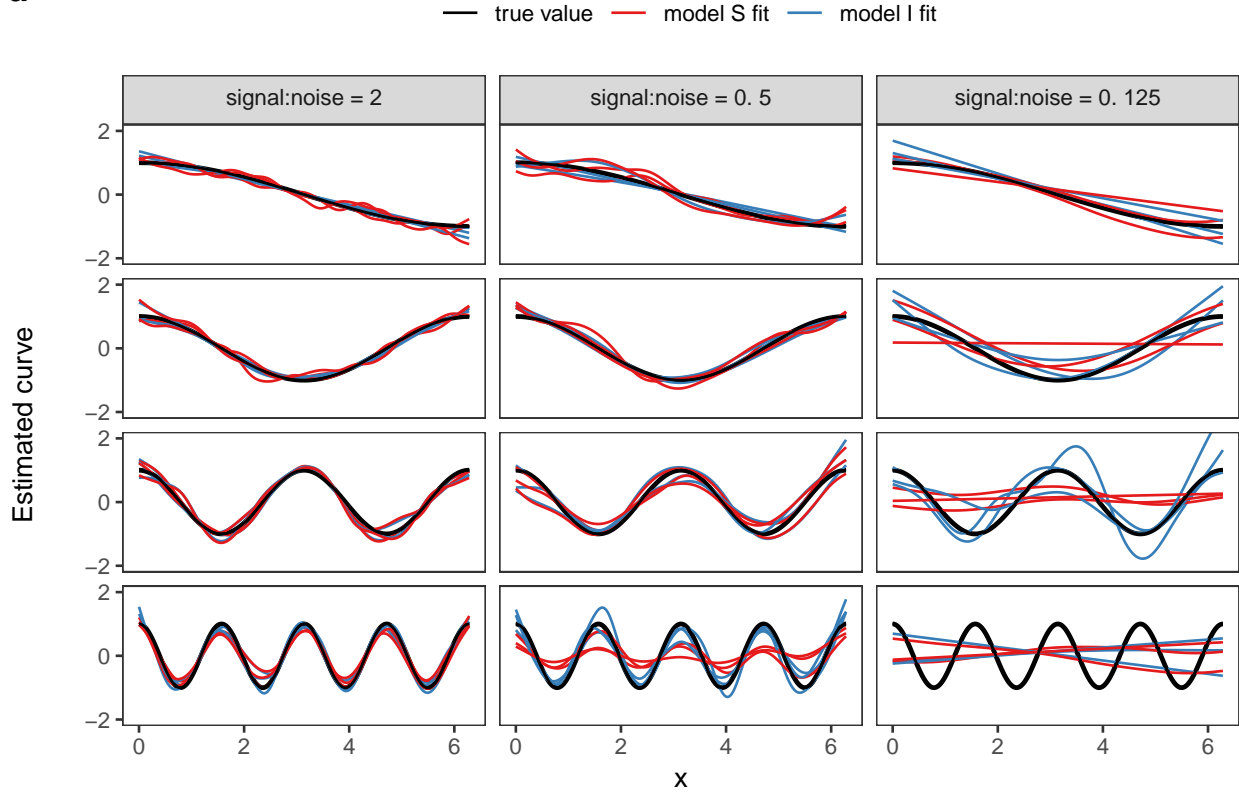 true value model S fit model I fit
signal:noise = 2 signal:noise = 0. 5 signal:noise = 0. 125
2
0
−2
2
0
−2
2
0
−2
2
0
−2
Estimated curve
0 2 4 6 0 2 4 6 0 2 4 6
x